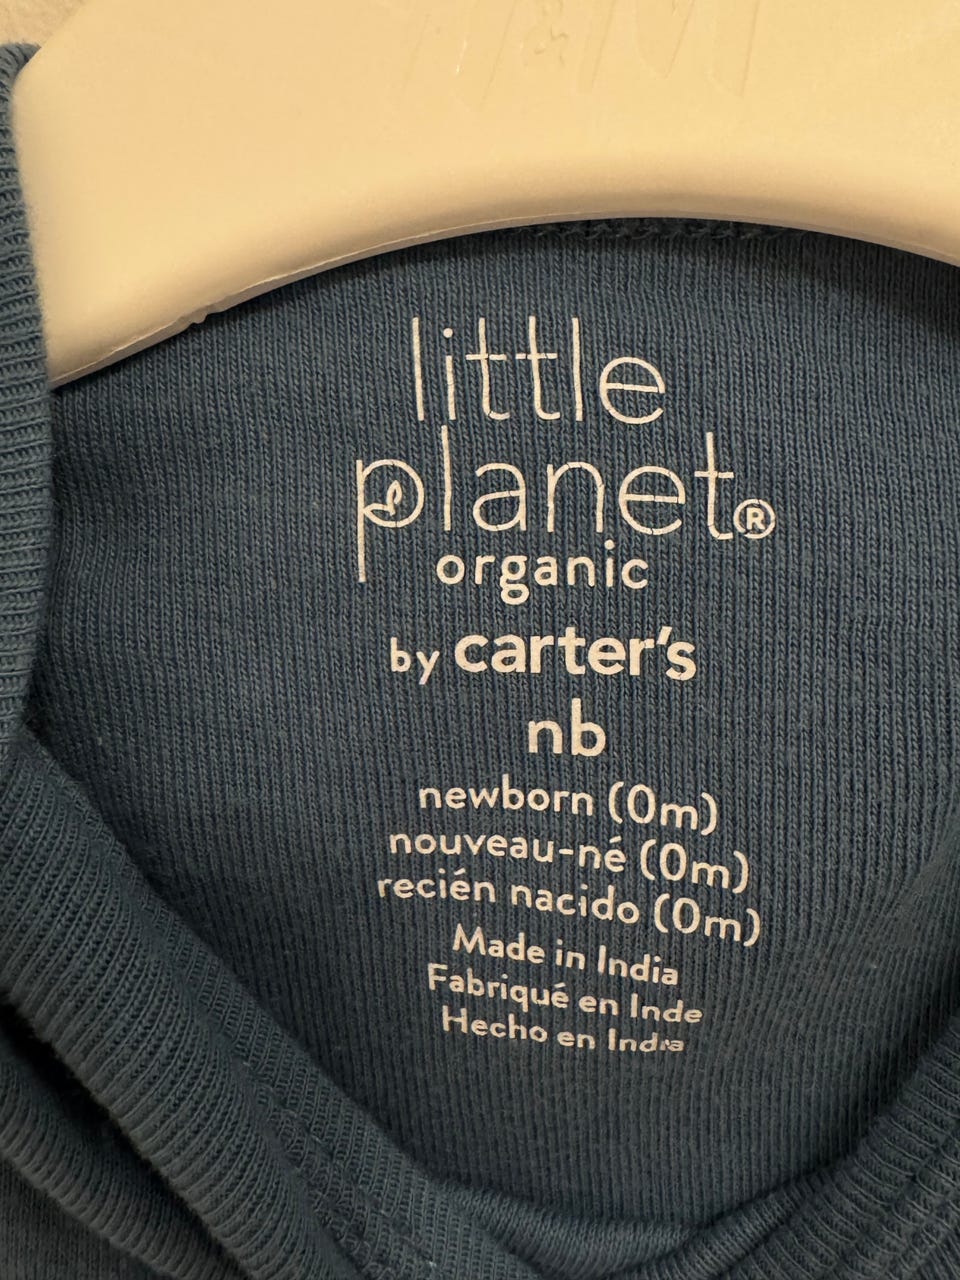 H&M
little
planet®
organic
by carter's
nb
newborn (0m)
nouveau-né (0m)
recién nacido (0m)
Made in India
Fabriqué en Inde
Hecho en India